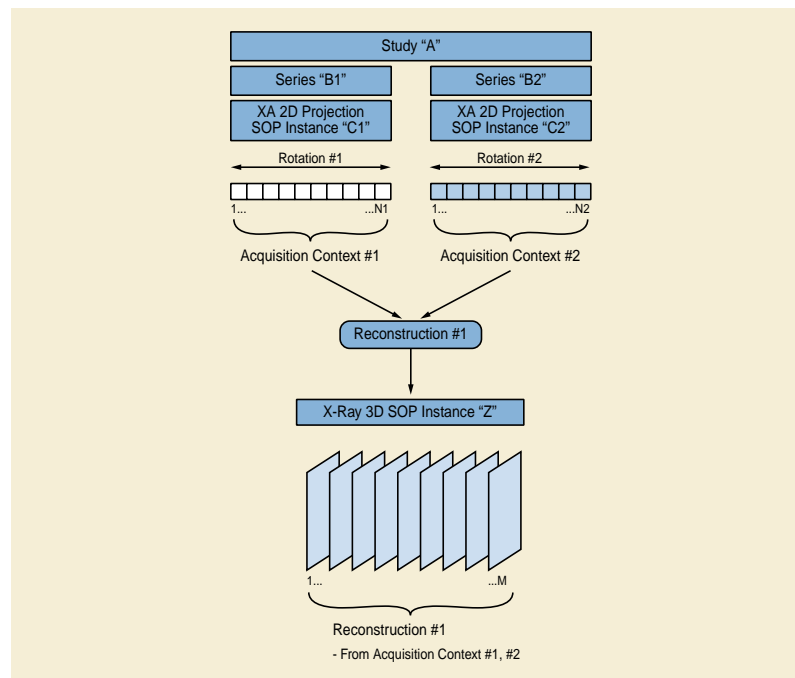 Study “A”
Series “B1”
Series “B2”
XA 2D Projection
SOP Instance “C1”
XA 2D Projection
SOP Instance “C2”
Rotation #1
Rotation #2
1...
...N1
1...
...N2
Acquisition Context #1
Acquisition Context #2
Reconstruction #1
X-Ray 3D SOP Instance “Z”
1...
...M
Reconstruction #1
- From Acquisition Context #1, #2